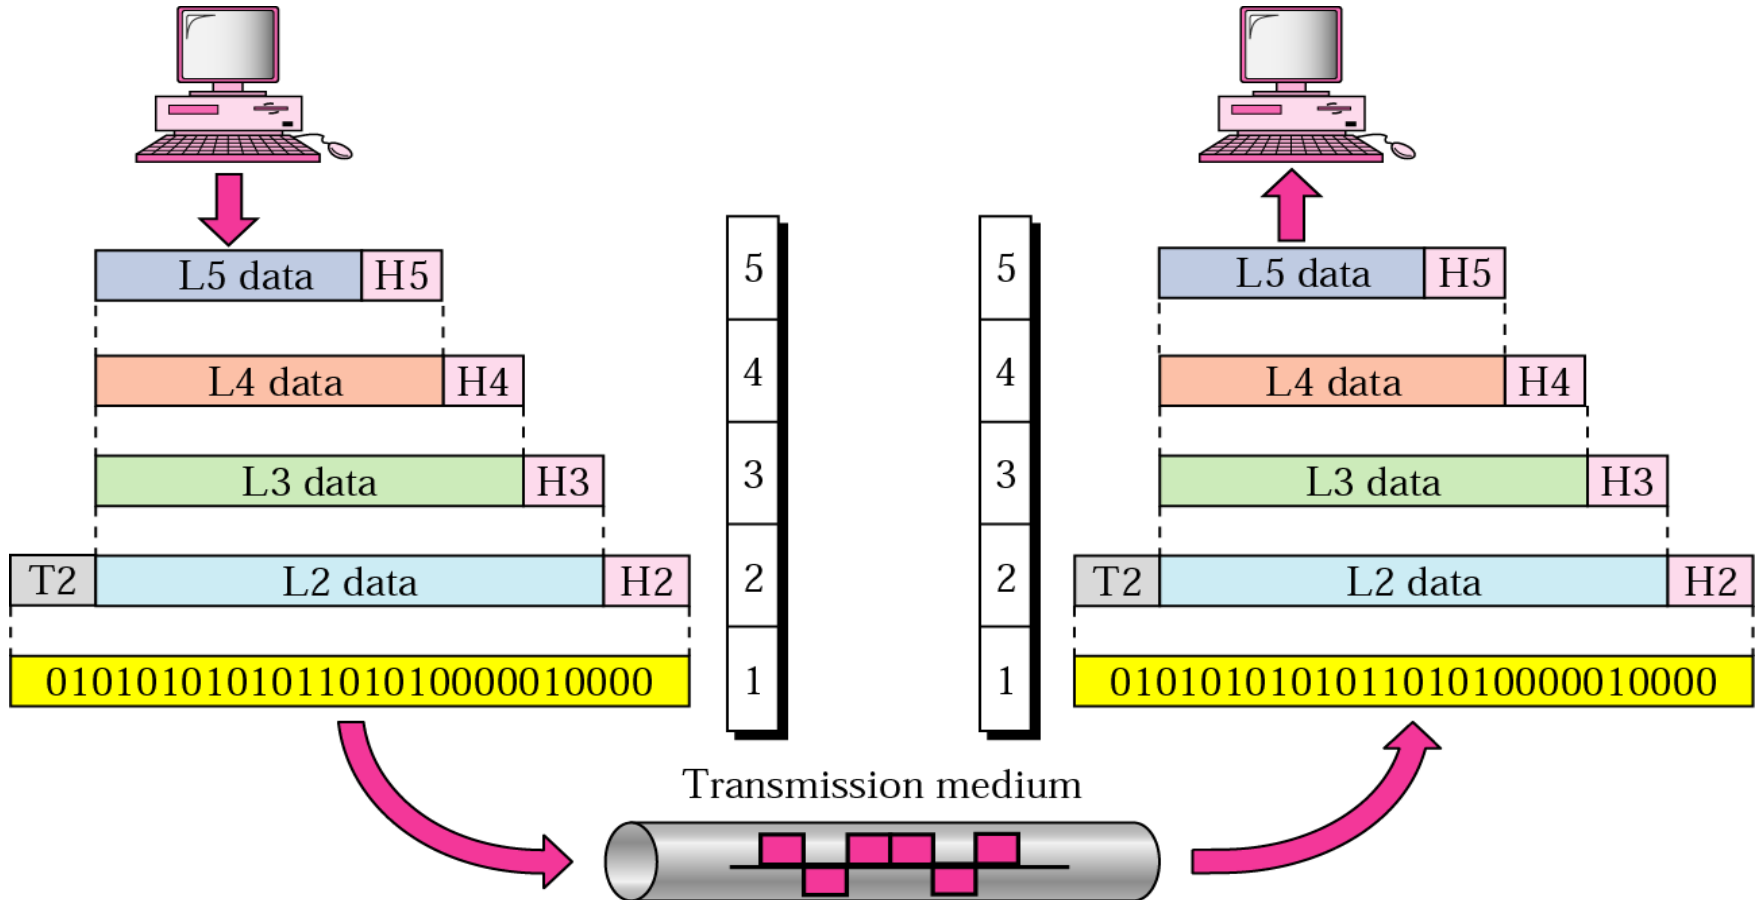 L5 data H5 5 5 L5 data H5
L4 data H4 4 4 L4 data H4
L3 data H3 3 3 L3 data H3
T2 L2 data H2 2 2 T2 L2 data H2
010101010101101010000010000 1 1 010101010101101010000010000
Transmission medium